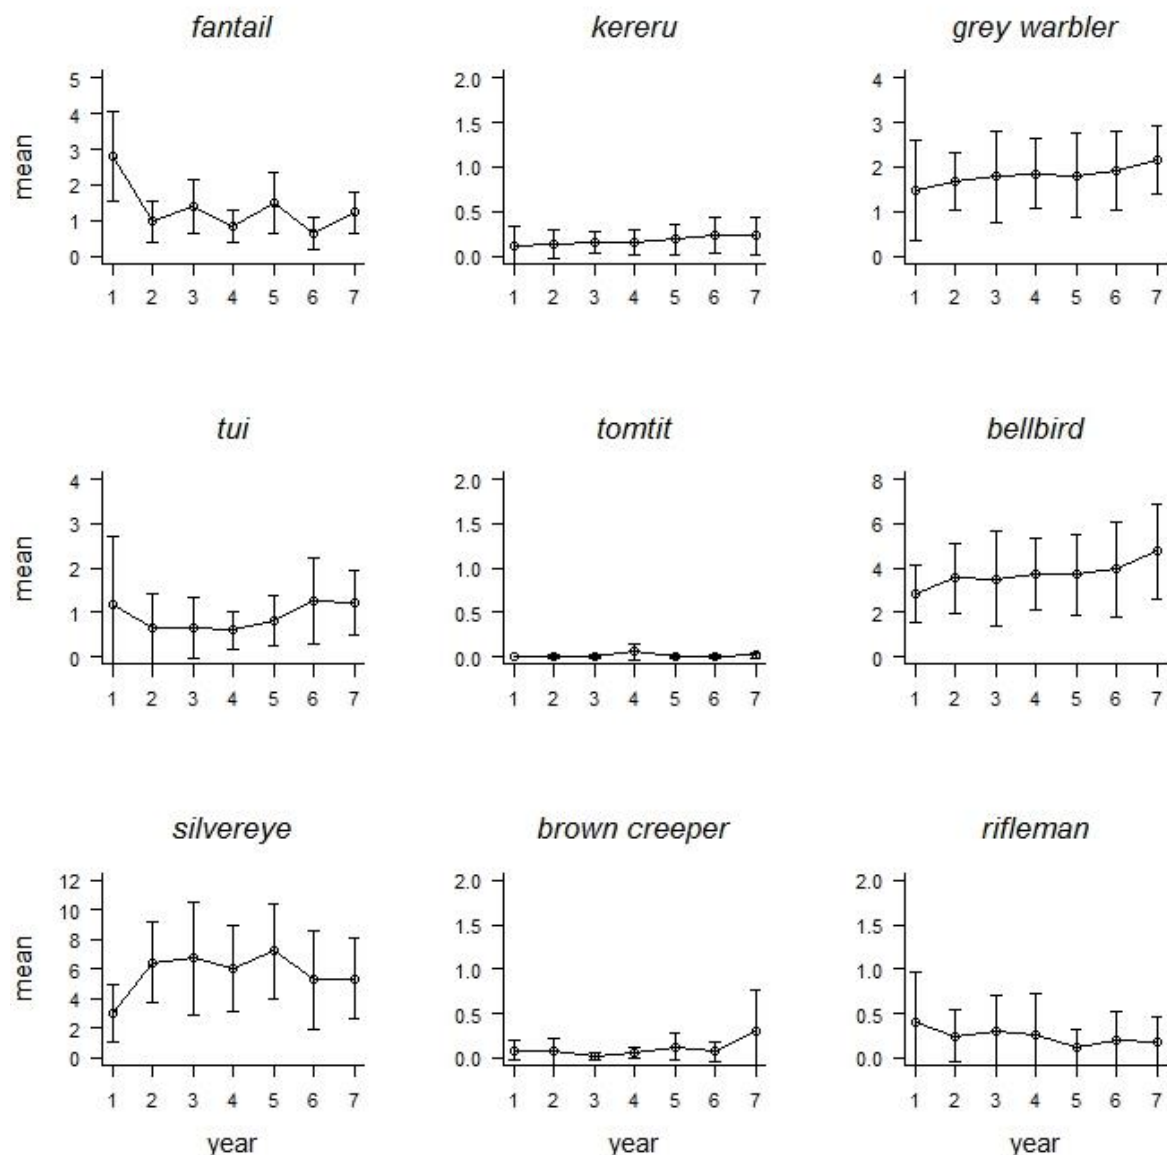 fantail kereru grey warbler
5 2.0 4
4 1.5 3
mean 3 1.0 2
2 0.5 1
1 0.0 0
0
1 2 3 4 5 6 7 1 2 3 4 5 6 7 1 2 3 4 5 6 7
tui tomtit bellbird
4 2.0 8
3 1.5 6
mean 2 1.0 4
1 0.5 2
0 0.0 0
1 2 3 4 5 6 7 1 2 3 4 5 6 7 1 2 3 4 5 6 7
silvereye brown creeper rifleman
12 2.0 2.0
10 1.5 1.5
8 1.0 1.0
mean 6 0.5 0.5
4 0.0 0.0
2
0
1 2 3 4 5 6 7 1 2 3 4 5 6 7 1 2 3 4 5 6 7
year year year